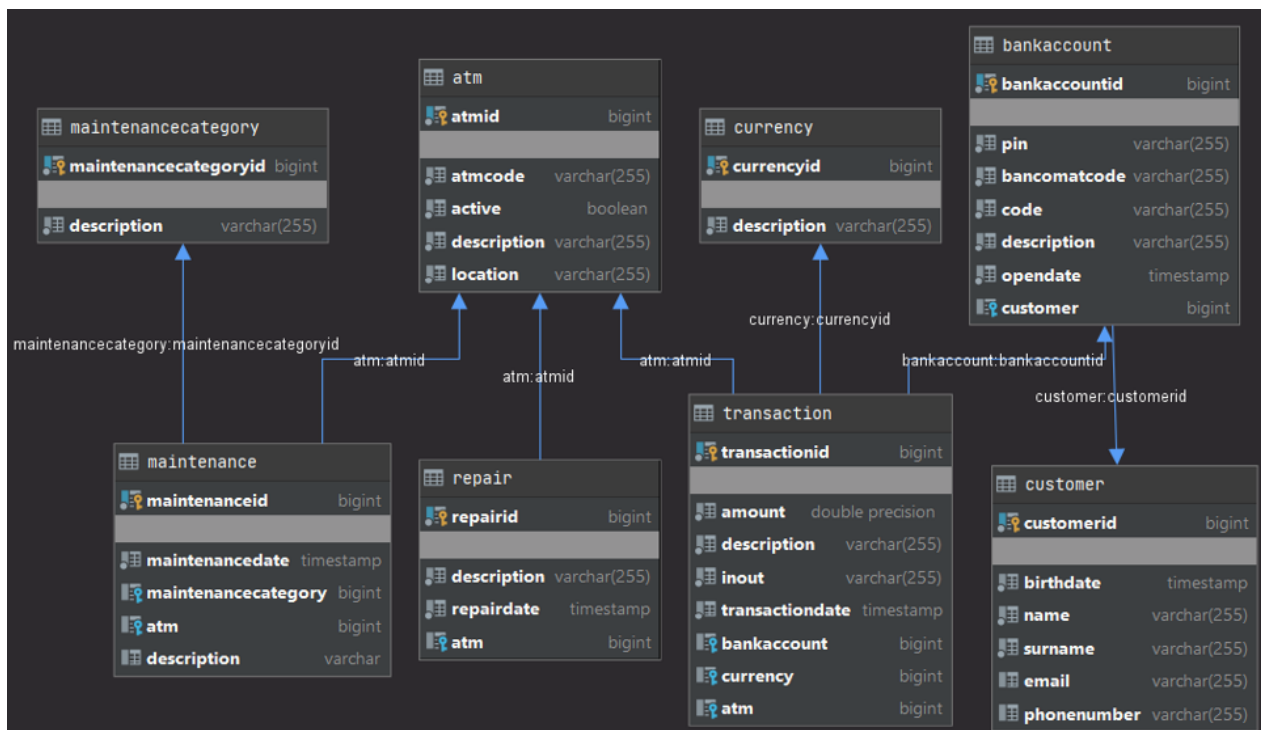 maintenancecategory
maintenancecategoryid bigint
description varchar(255)
atm
atmid bigint
atmcode varchar(255)
active boolean
description varchar(255)
location varchar(255)
currency
currencyid bigint
description varchar(255)
bankaccount
bankaccountid bigint
pin varchar(255)
bancomatcode varchar(255)
code varchar(255)
description varchar(255)
opendate timestamp
customer bigint
maintenancecategory:maintenancecategoryid
atm:atmid
atm:atmid
atm:atmid
currency:currencyid
bankaccount:bankaccountid
customer:customerid
maintenance
maintenanceid bigint
maintenancedate timestamp
maintenancecategory bigint
atm bigint
description varchar
repair
repairid bigint
description varchar(255)
repairdate timestamp
atm bigint
transaction
transactionid bigint
amount double precision
description varchar(255)
inout varchar(255)
transactiondate timestamp
bankaccount bigint
currency bigint
atm bigint
customer
customerid bigint
birthdate timestamp
name varchar(255)
surname varchar(255)
email varchar(255)
phonenumber varchar(255)